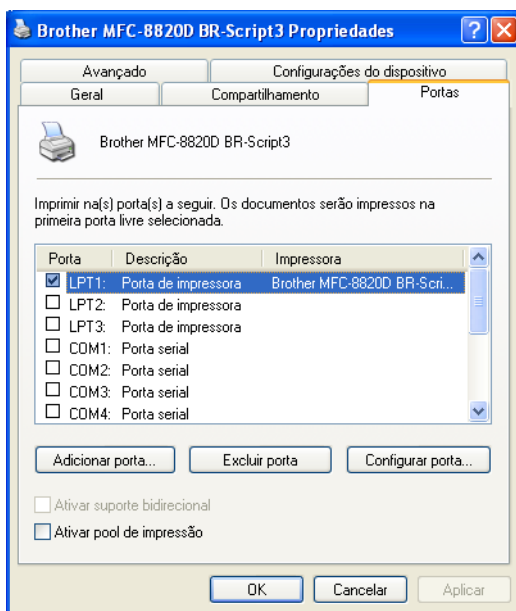 Brother MFC-8820D BR-Script3 Propriedades
Avançado Configurações do dispositivo
Geral Compartilhamento Portas
Brother MFC-8820D BR-Script3
Imprimir na(s) porta(s) a seguir. Os documentos serão impressos na
primeira porta livre selecionada.
Porta Descrição Impressora
LPT1: Porta de impressora Brother MFC-8820D BR-Scri...
LPT2: Porta de impressora
LPT3: Porta de impressora
COM1: Porta serial
COM2: Porta serial
COM3: Porta serial
COM4: Porta serial
Adicionar porta... Excluir porta Configurar porta...
Ativar suporte bidirecional
Ativar pool de impressão
OK Cancelar Aplicar